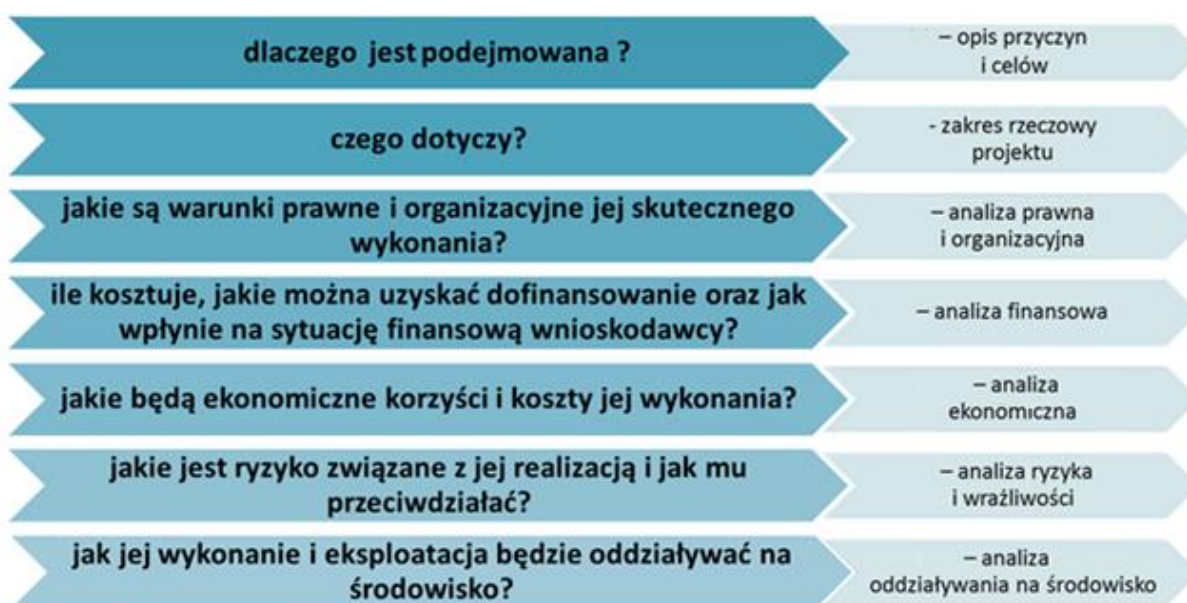 dlaczego jest podejmowana ?
– opis przyczyn
i celów
czego dotyczy?
- zakres rzeczowy
projektu
jakie są warunki prawne i organizacyjne jej skutecznego
wykonania?
– analiza prawna
i organizacyjna
ile kosztuje, jakie można uzyskać dofinansowanie oraz jak
wpłynie na sytuację finansową wnioskodawcy?
– analiza finansowa
jakie będą ekonomiczne korzyści i koszty jej wykonania?
– analiza
ekonomiczna
jakie jest ryzyko związane z jej realizacją i jak mu
przeciwdziałać?
– analiza ryzyka
i wrażliwości
jak jej wykonanie i eksploatacja będzie oddziaływać na
środowisko?
– analiza
oddziaływania na środowisko